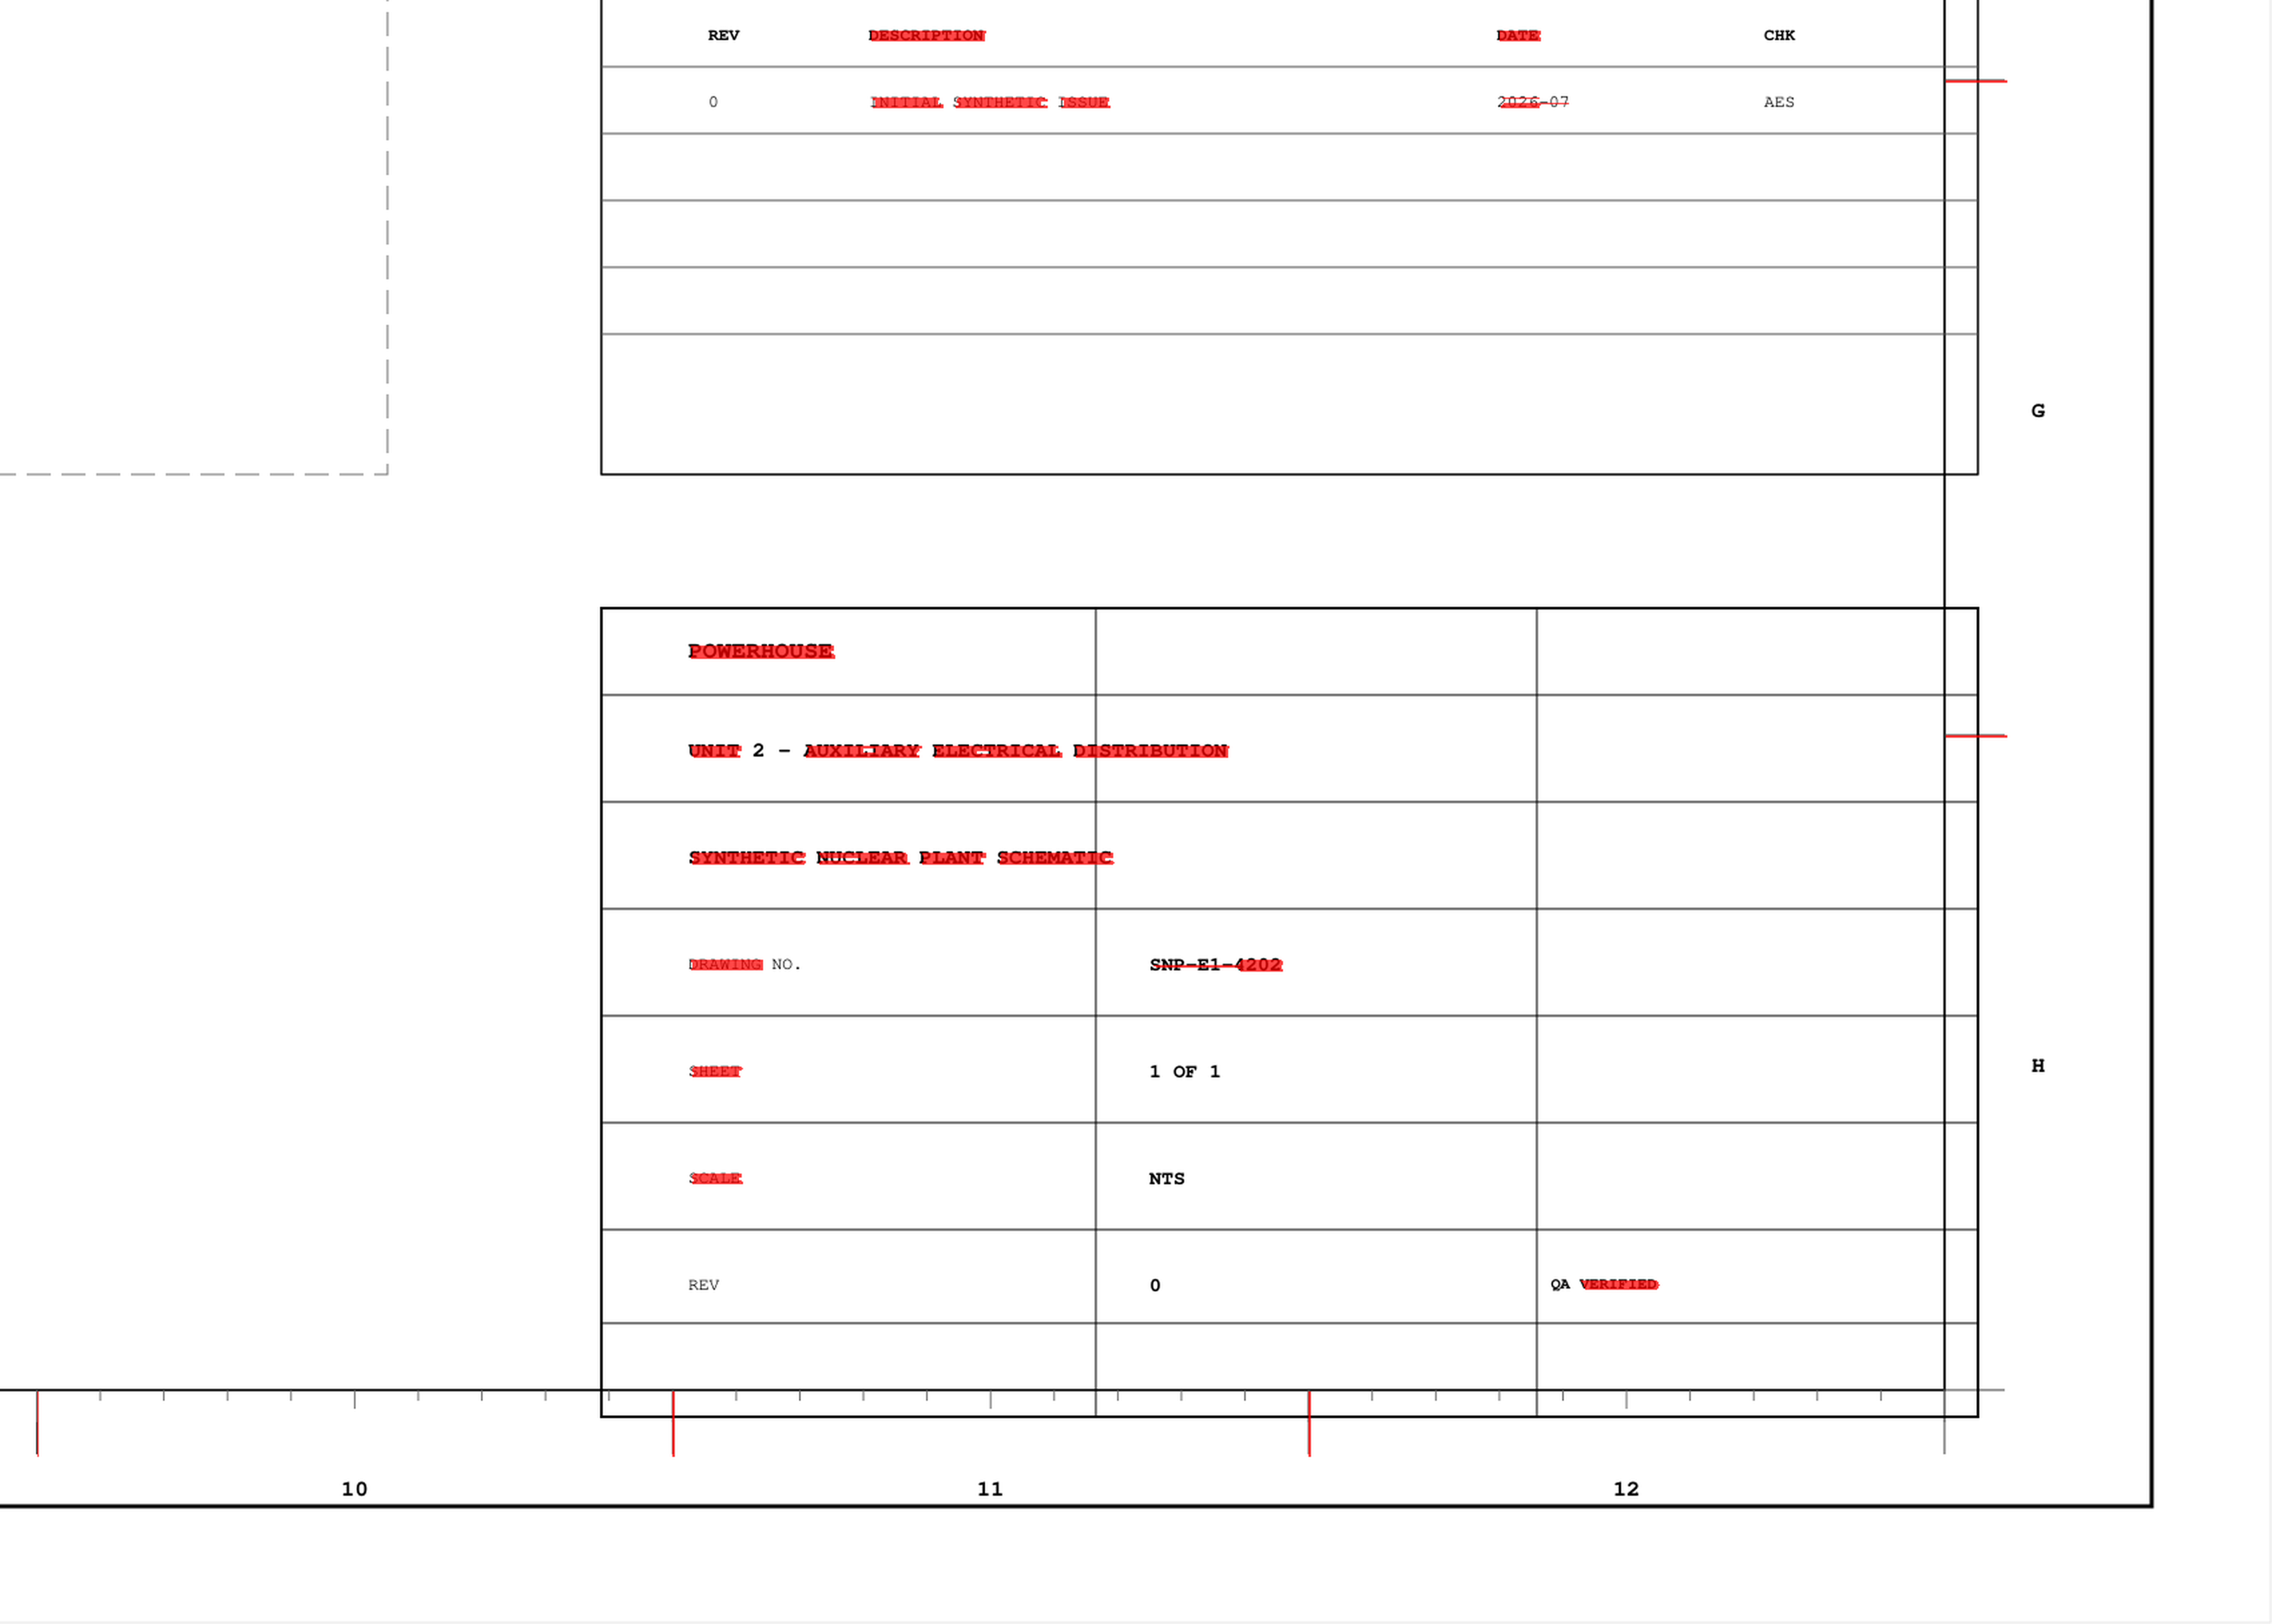 REV DESCRIPTION DATE CHK
0 INITIAL SYNTHETIC ISSUE 2026-07 AES
G
POWERHOUSE
UNIT 2 - AUXILIARY ELECTRICAL DISTRIBUTION
SYNTHETIC NUCLEAR PLANT SCHEMATIC
DRAWING NO. SNP-E1-4202
SHEET 1 OF 1
H
SCALE NTS
REV 0 QA VERIFIED
10 11 12